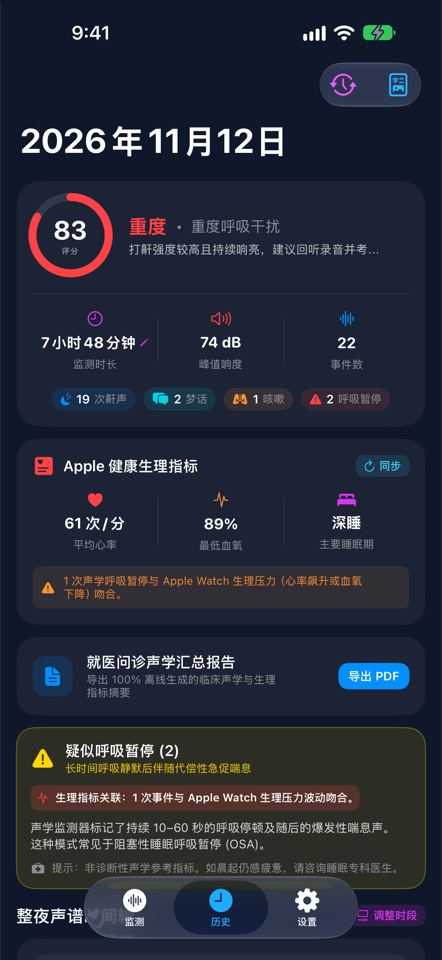 9:41
2026年11月12日
83
评分
重度 • 重度呼吸干扰
打鼾强度较高且持续响亮，建议回听录音并考...
7小时48分钟
监测时长
74 dB
峰值响度
22
事件数
19 次鼾声
2 梦话
1 咳嗽
2 呼吸暂停
Apple 健康生理指标
同步
61 次/分
平均心率
89%
最低血氧
深睡
主要睡眠期
1 次声学呼吸暂停与 Apple Watch 生理压力（心率飙升或血氧
下降）吻合。
就医问诊声学汇总报告
导出 100% 离线生成的临床声学与生理
指标摘要
导出 PDF
疑似呼吸暂停 (2)
长时间呼吸静默后伴随代偿性急促喘息
生理指标关联：1 次事件与 Apple Watch 生理压力波动吻合。
声学监测器标记了持续 10–60 秒的呼吸停顿及随后的爆发性喘息声。
这种模式常见于阻塞性睡眠呼吸暂停 (OSA)。
提示：非诊断性声学参考指标。如晨起仍感疲惫，请咨询睡眠专科医生。
整夜声谱
调整时段
监测
历史
设置